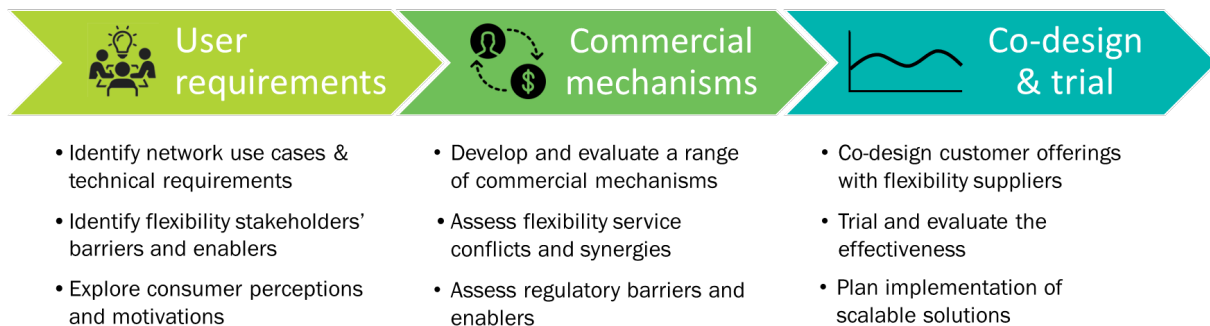 User
requirements
Commercial
mechanisms
Co-design
& trial
• Identify network use cases &
technical requirements
• Identify flexibility stakeholders’
barriers and enablers
• Explore consumer perceptions
and motivations
• Develop and evaluate a range
of commercial mechanisms
• Assess flexibility service
conflicts and synergies
• Assess regulatory barriers and
enablers
• Co-design customer offerings
with flexibility suppliers
• Trial and evaluate the
effectiveness
• Plan implementation of
scalable solutions